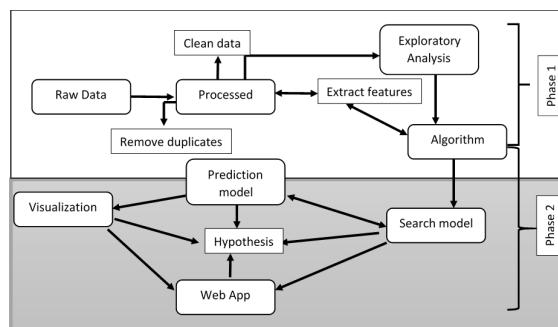 Clean data
Exploratory
Analysis
Phase 1
Raw Data
Processed
Extract features
Remove duplicates
Algorithm
Prediction
model
Visualization
Search model
Phase 2
Hypothesis
Web App